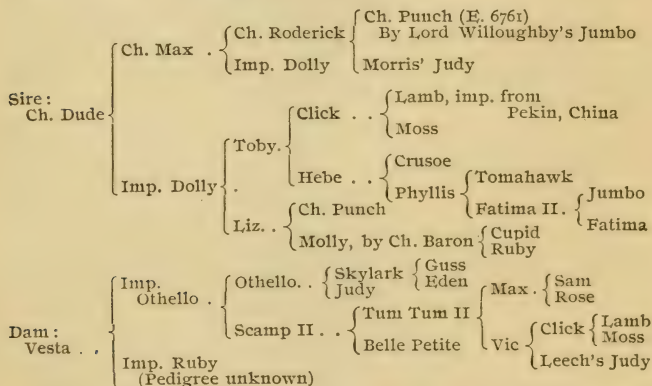 Ch. Punch (E. 6761)
Ch. Max . Ch. Roderick By Lord Willoughby's Jumbo
Imp. Dolly Morris' Judy
Sire:
Ch. Dude
Click . . Lamb, imp. from
Pekin, China
Toby. Moss
Hebe . . Crusoe
Imp. Dolly . Phyllis Tomahawk
Fatima II . Jumbo
Liz . . Ch. Punch Fatima
Molly, by Ch. Baron Cupid
Ruby
Imp.
Othello . Othello . . Skylark Guss
Judy Eden Max . Sam
Rose
Dam:
Vesta . . Scamp II . . Tum Tum II
Belle Petite Vic Click Lamb
Moss
Imp. Ruby Leech's Judy
(Pedigree unknown)